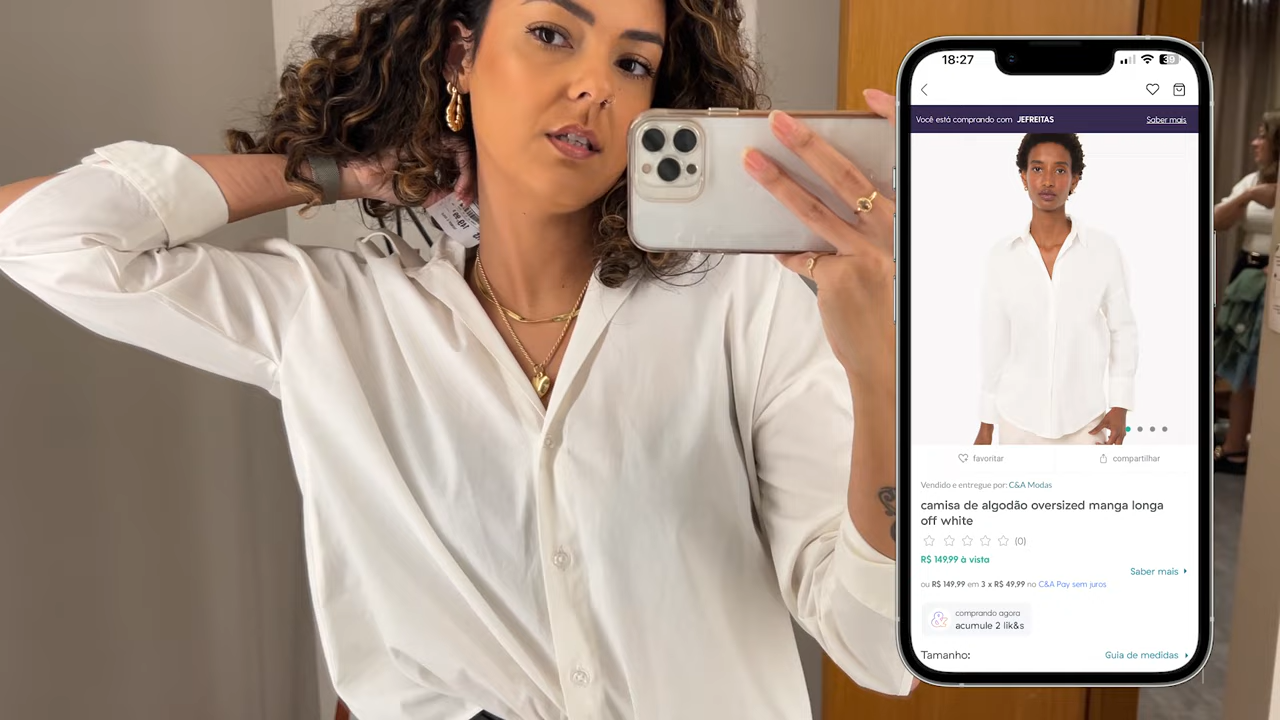 18:27
39
Você está comprando com JEFREITAS
Saber mais
favoritar
compartilhar
Vendido e entregue por: C&A Modas
camisa de algodão oversized manga longa
off white
(0)
R$ 149,99 à vista
Saber mais
ou R$ 149,99 em 3 x R$ 49,99 no C&A Pay sem juros
comprando agora
acumule 2 lik&s
Tamanho:
Guia de medidas